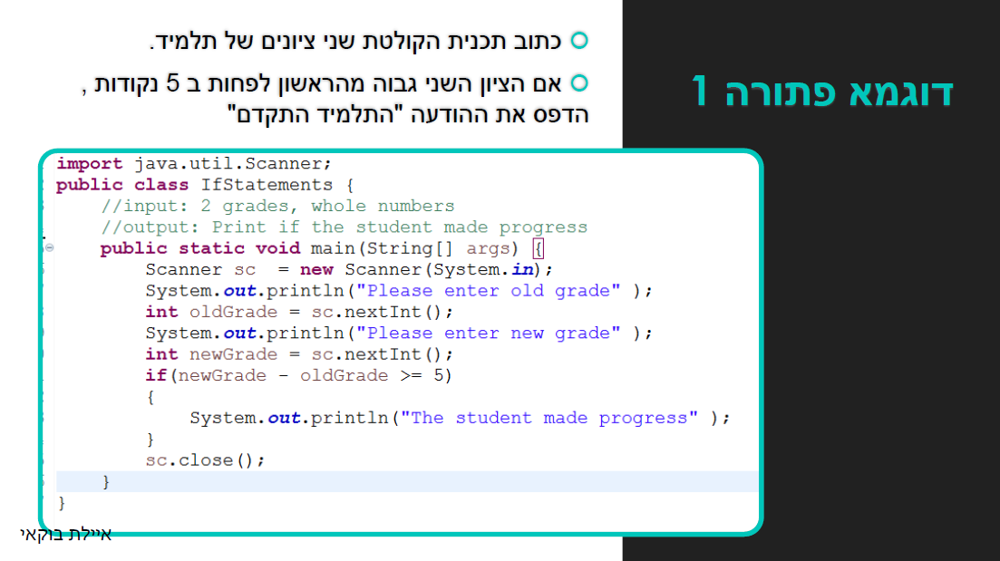 דוגמא פתורה 1
כתוב תכנית הקולטת שני ציונים של תלמיד.
אם הציון השני גבוה מהראשון לפחות ב 5 נקודות ,
הדפס את ההודעה "התלמיד התקדם"
import java.util.Scanner;
public class IfStatements {
    //input: 2 grades, whole numbers
    //output: Print if the student made progress
    public static void main(String[] args) {
        Scanner sc  = new Scanner(System.in);
        System.out.println("Please enter old grade" );
        int oldGrade = sc.nextInt();
        System.out.println("Please enter new grade" );
        int newGrade = sc.nextInt();
        if(newGrade - oldGrade >= 5)
        {
            System.out.println("The student made progress" );
        }
        sc.close();
    }
}
איילת בוקאי